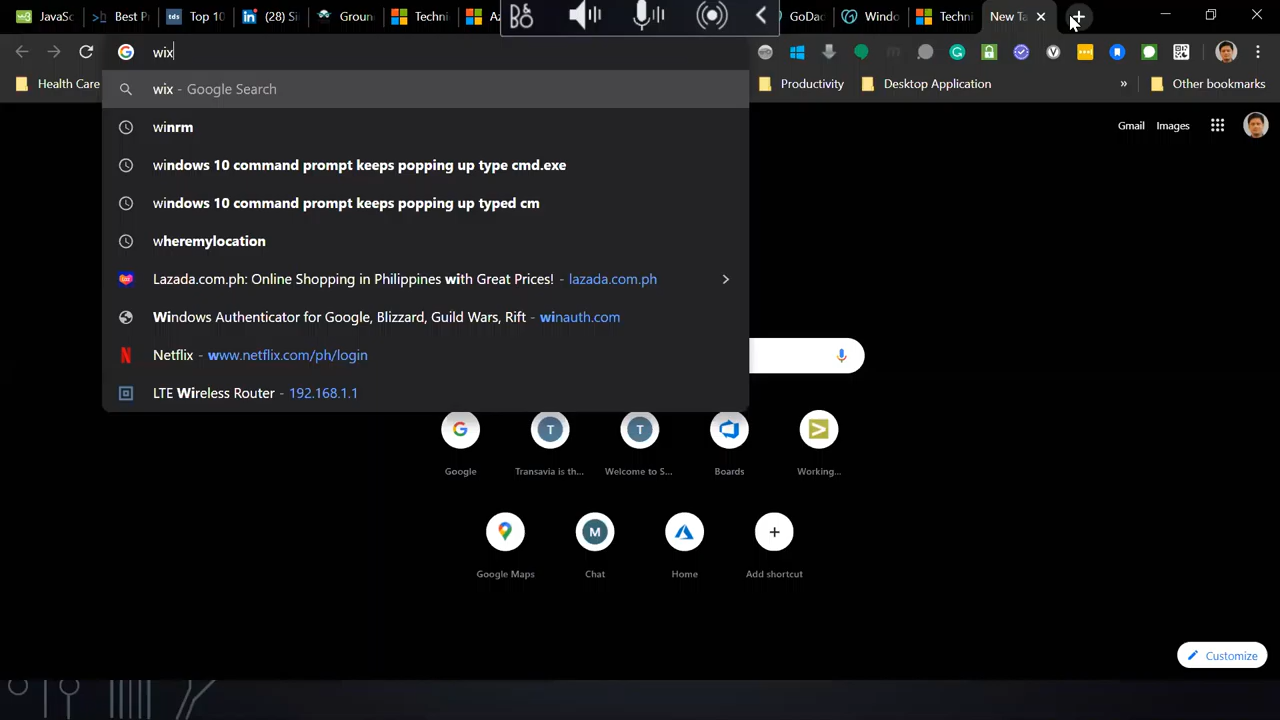 JavaSc
Best Pr
tds
Top 10
in
(28) Si
Groun
Techni
Az
GoDac
Windo
Techni
New Ta
wix
Health Care
Productivity
Desktop Application
»
Other bookmarks
wix - Google Search
winrm
windows 10 command prompt keeps popping up type cmd.exe
windows 10 command prompt keeps popping up typed cm
wheremylocation
Lazada.com.ph: Online Shopping in Philippines with Great Prices! - lazada.com.ph
Windows Authenticator for Google, Blizzard, Guild Wars, Rift - winauth.com
Netflix - www.netflix.com/ph/login
LTE Wireless Router - 192.168.1.1
Gmail Images
T
T
Google
Transavia is th...
Welcome to S...
Boards
Working...
M
Google Maps
Chat
Home
Add shortcut
Customize